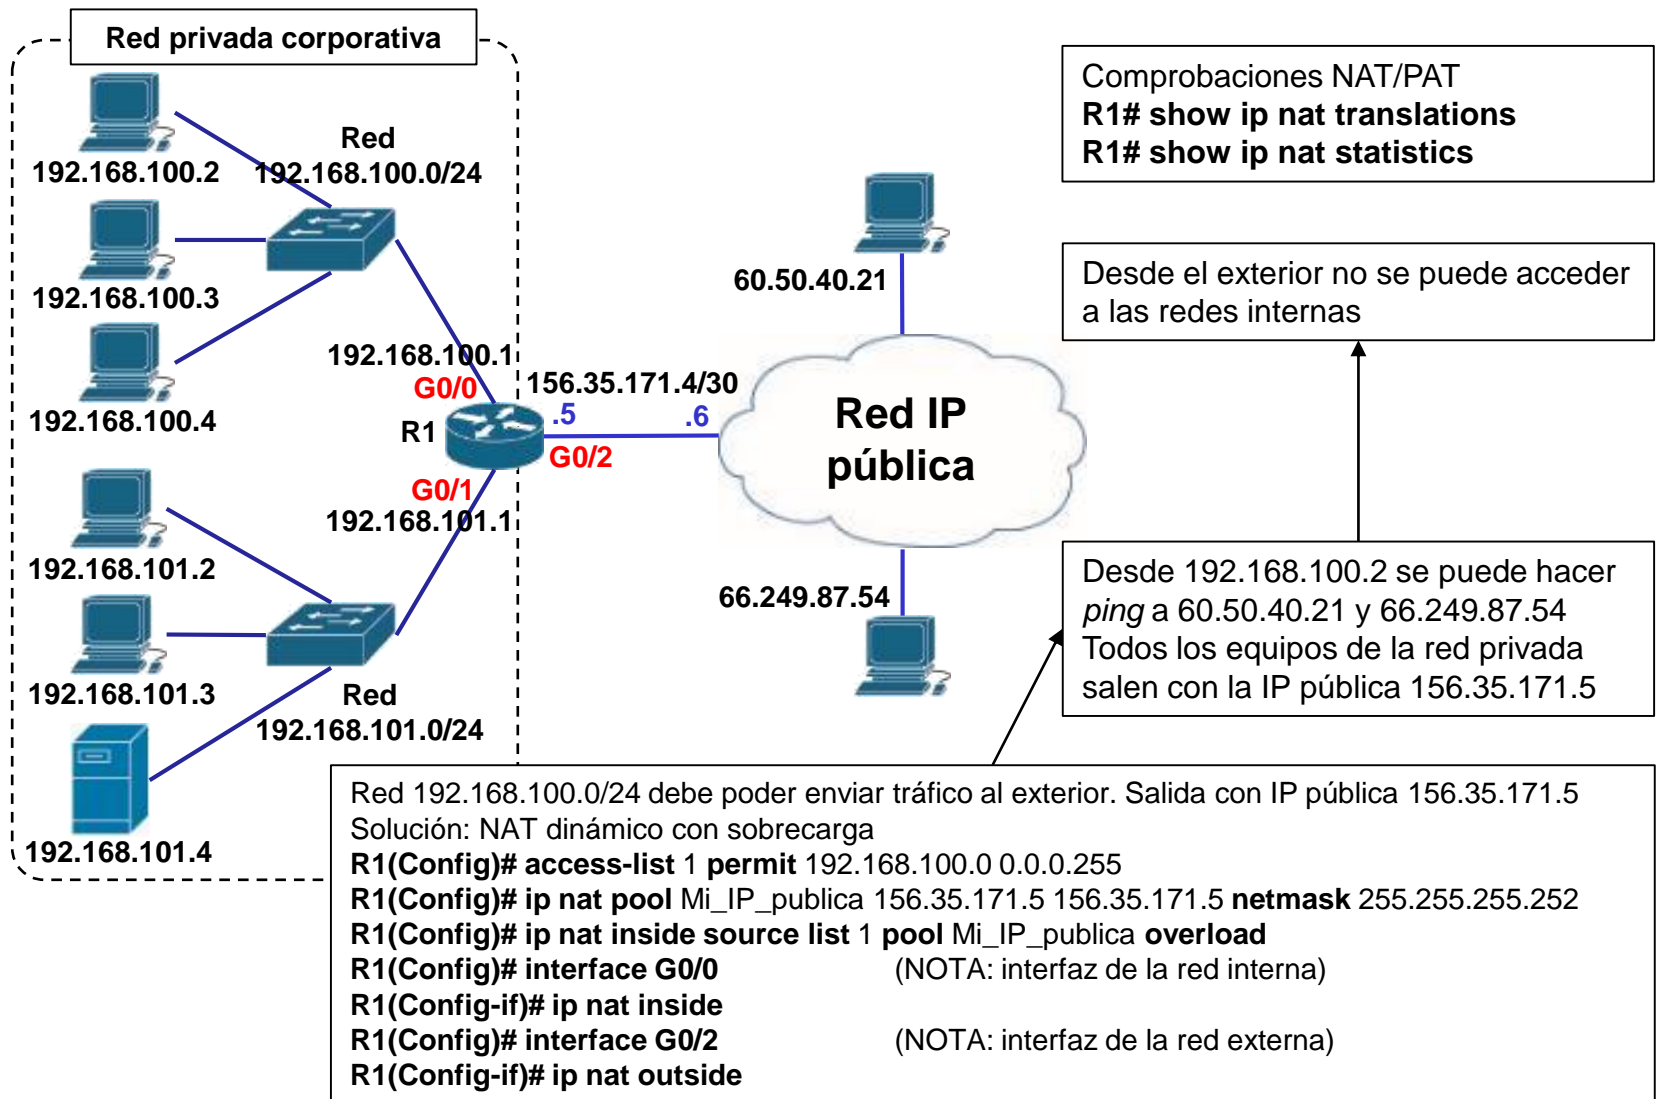 Red privada corporativa
192.168.100.2
Red
192.168.100.0/24
192.168.100.3
192.168.100.4
192.168.100.1
G0/0
R1
G0/1
192.168.101.1
156.35.171.4/30
.5
.6
G0/2
192.168.101.2
192.168.101.3
Red
192.168.101.0/24
192.168.101.4
60.50.40.21
Red IP
pública
66.249.87.54
Comprobaciones NAT/PAT
R1# show ip nat translations
R1# show ip nat statistics
Desde el exterior no se puede acceder
a las redes internas
Desde 192.168.100.2 se puede hacer
ping a 60.50.40.21 y 66.249.87.54
Todos los equipos de la red privada
salen con la IP pública 156.35.171.5
Red 192.168.100.0/24 debe poder enviar tráfico al exterior. Salida con IP pública 156.35.171.5
Solución: NAT dinámico con sobrecarga
R1(Config)# access-list 1 permit 192.168.100.0 0.0.0.255
R1(Config)# ip nat pool Mi_IP_publica 156.35.171.5 156.35.171.5 netmask 255.255.255.252
R1(Config)# ip nat inside source list 1 pool Mi_IP_publica overload
R1(Config)# interface G0/0 (NOTA: interfaz de la red interna)
R1(Config-if)# ip nat inside
R1(Config)# interface G0/2 (NOTA: interfaz de la red externa)
R1(Config-if)# ip nat outside